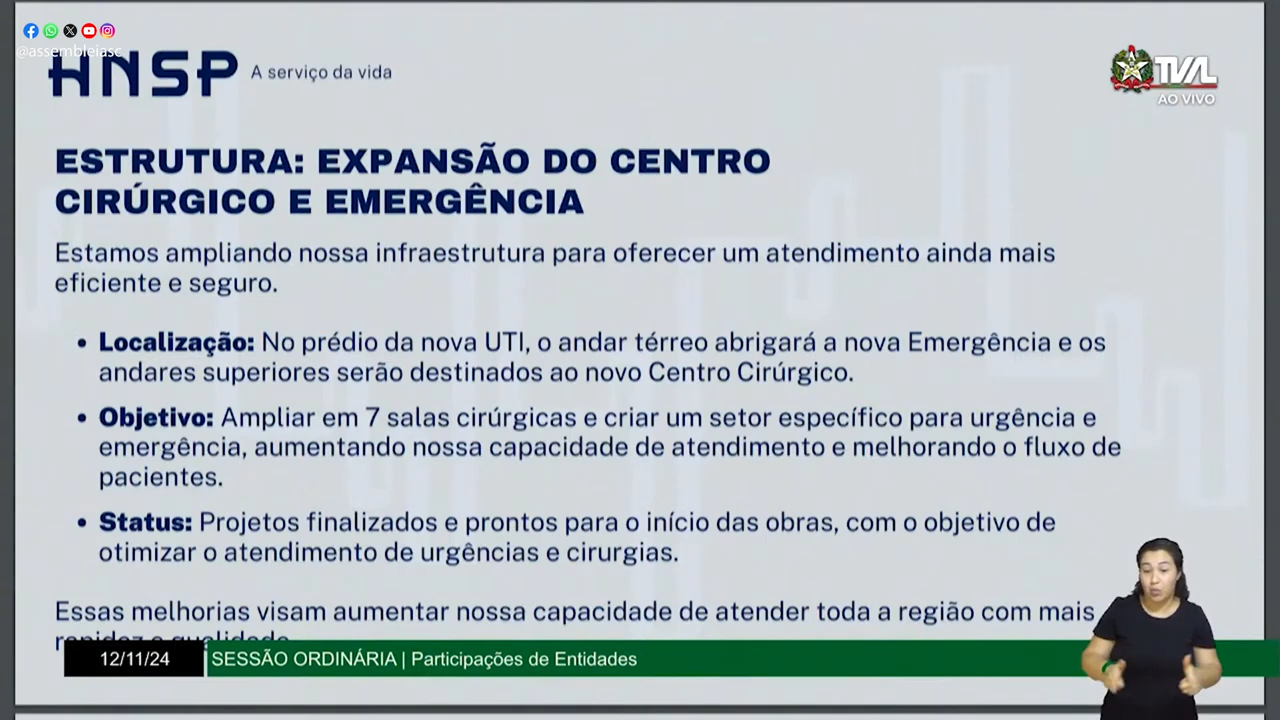 @assembleiasc
HNSP A serviço da vida
TVAL
AO VIVO
ESTRUTURA: EXPANSÃO DO CENTRO
CIRÚRGICO E EMERGÊNCIA
Estamos ampliando nossa infraestrutura para oferecer um atendimento ainda mais
eficiente e seguro.
• Localização: No prédio da nova UTI, o andar térreo abrigará a nova Emergência e os
andares superiores serão destinados ao novo Centro Cirúrgico.
• Objetivo: Ampliar em 7 salas cirúrgicas e criar um setor específico para urgência e
emergência, aumentando nossa capacidade de atendimento e melhorando o fluxo de
pacientes.
• Status: Projetos finalizados e prontos para o início das obras, com o objetivo de
otimizar o atendimento de urgências e cirurgias.
Essas melhorias visam aumentar nossa capacidade de atender toda a região com mais
rapidez e qualidade.
12/11/24 SESSÃO ORDINÁRIA | Participações de Entidades